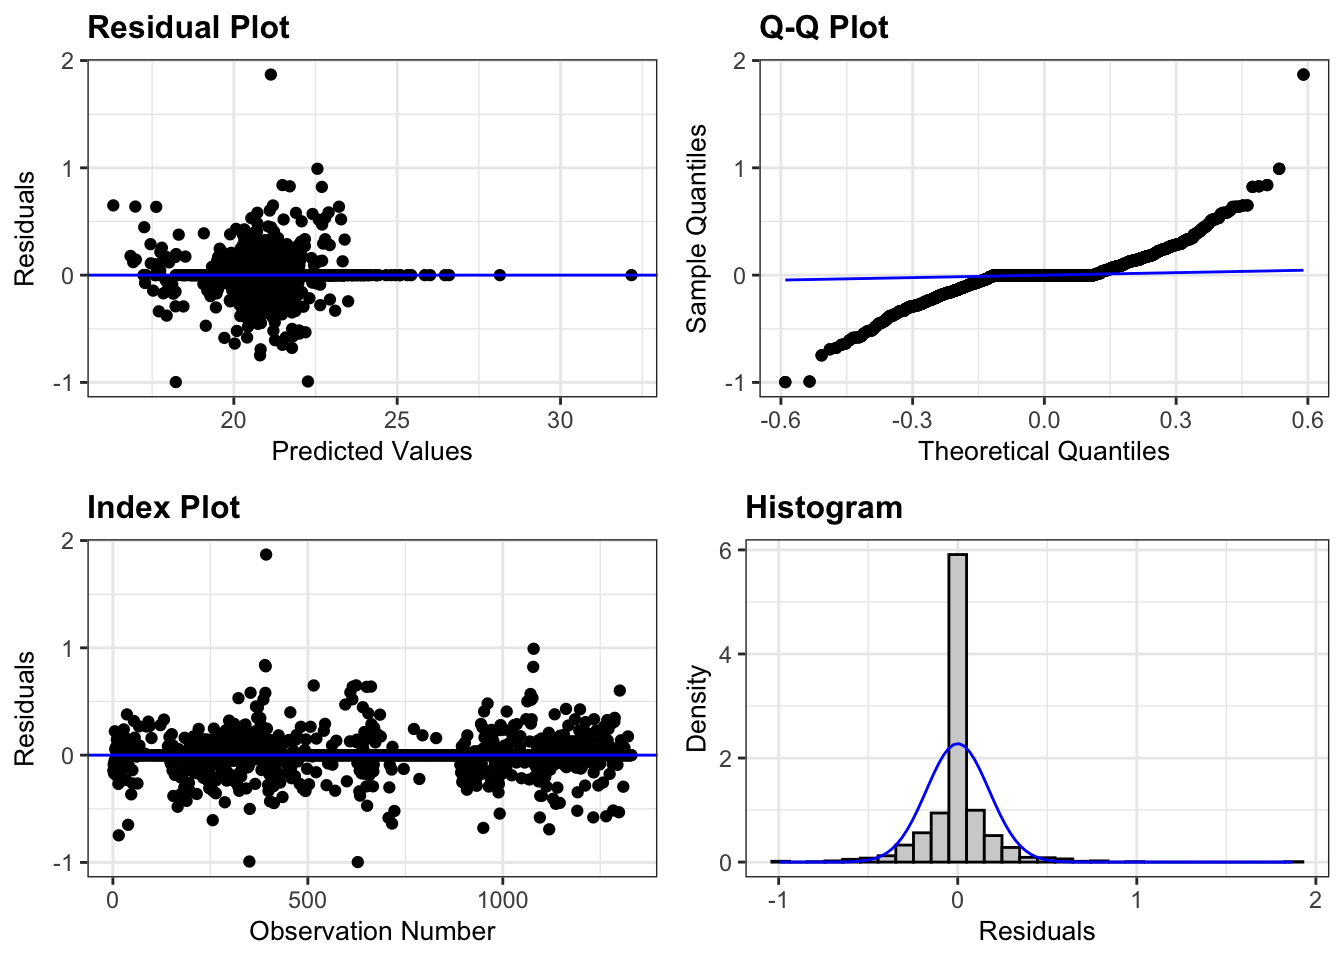 Residual Plot
2
1
0
-1
Residuals
20 25 30
Predicted Values
Q-Q Plot
2
1
0
-1
Sample Quantiles
-0.6 -0.3 0.0 0.3 0.6
Theoretical Quantiles
Index Plot
2
1
0
-1
Residuals
0 500 1000
Observation Number
Histogram
6
4
2
0
Density
-1 0 1 2
Residuals